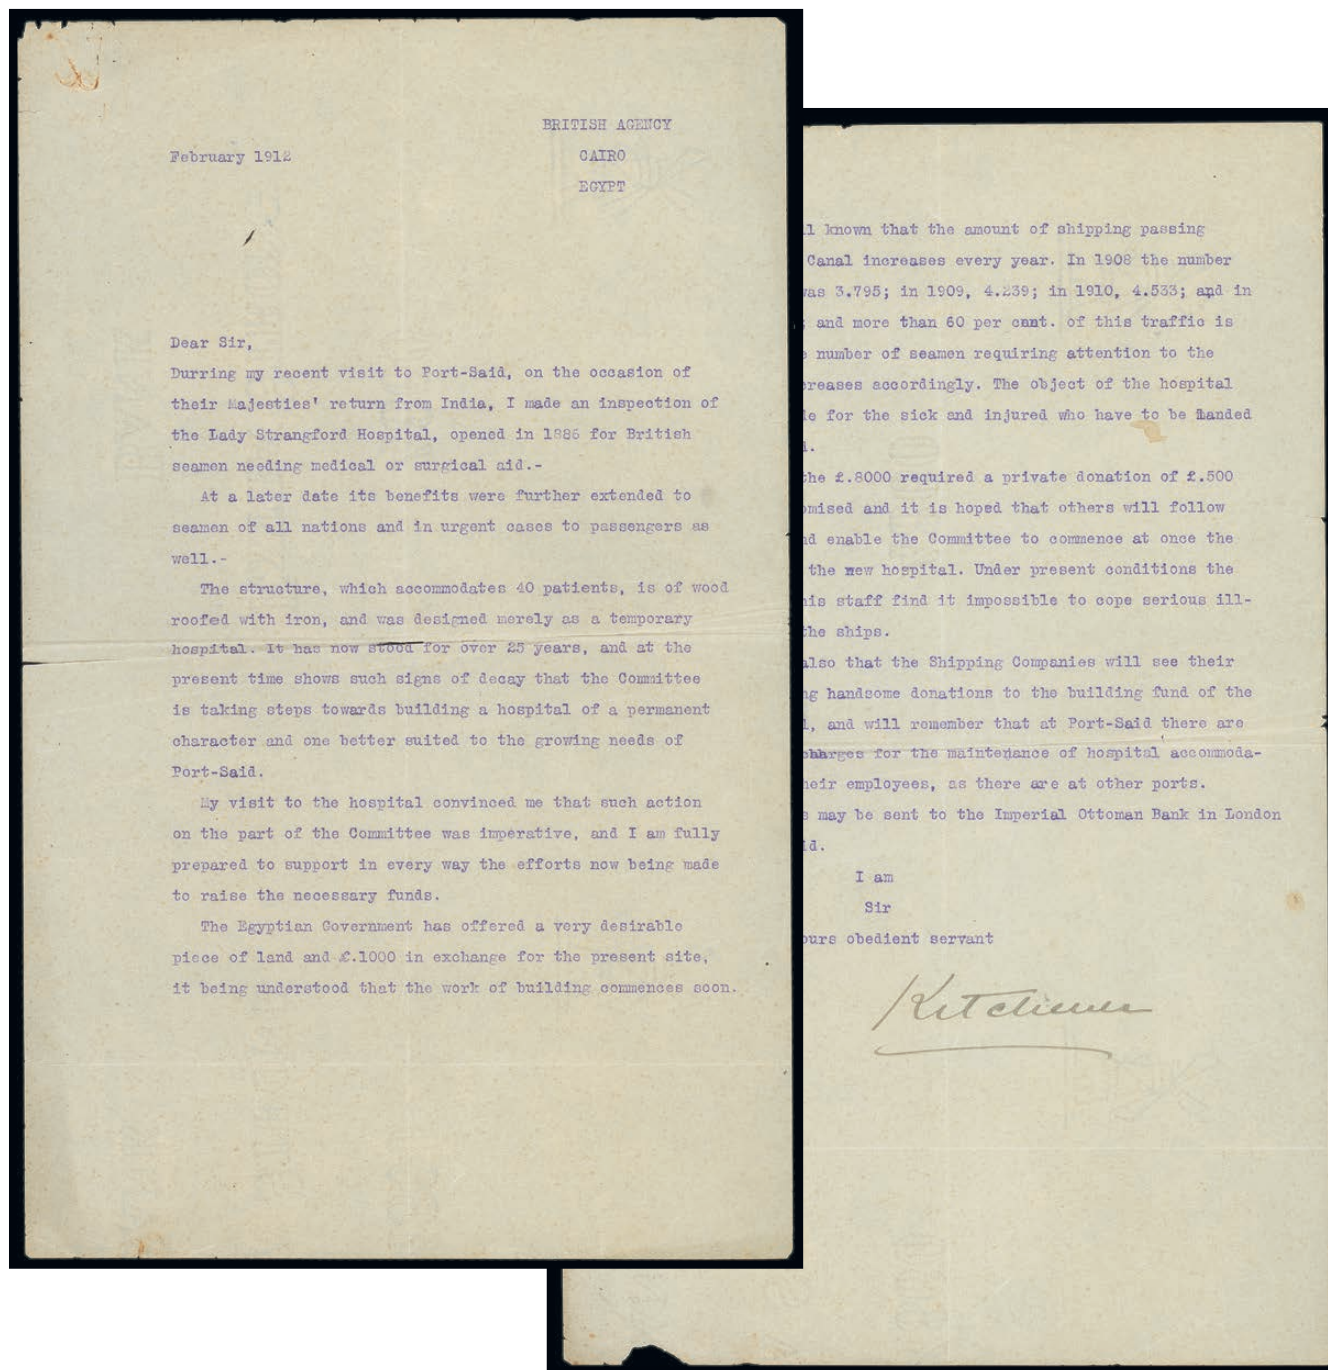 BRITISH AGENCY
February 1912
CAIRO
EGYPT
Dear Sir,
Durring my recent visit to Port-Said, on the occasion of
their Majesties' return from India, I made an inspection of
the Lady Strangford Hospital, opened in 1886 for British
seamen needing medical or surgical aid.-
At a later date its benefits were further extended to
seamen of all nations and in urgent cases to passengers as
well.-
The structure, which accommodates 40 patients, is of wood
roofed with iron, and was designed merely as a temporary
hospital. It has now stood for over 25 years, and at the
present time shows such signs of decay that the Committee
is taking steps towards building a hospital of a permanent
character and one better suited to the growing needs of
Port-Said.
My visit to the hospital convinced me that such action
on the part of the Committee was imperative, and I am fully
prepared to support in every way the efforts now being made
to raise the necessary funds.
The Egyptian Government has offered a very desirable
piece of land and £.1000 in exchange for the present site,
it being understood that the work of building commences soon.
known that the amount of shipping passing
Canal increases every year. In 1908 the number
was 3.795; in 1909, 4.239; in 1910, 4.533; and in
; and more than 60 per cent. of this traffic is
number of seamen requiring attention to the
creases accordingly. The object of the hospital
for the sick and injured who have to be landed
the £.8000 required a private donation of £.500
omised and it is hoped that others will follow
enable the Committee to commence at once the
the new hospital. Under present conditions the
his staff find it impossible to cope serious ill-
the ships.
also that the Shipping Companies will see their
handsome donations to the building fund of the
, and will remember that at Port-Said there are
charges for the maintenance of hospital accommoda-
heir employees, as there are at other ports.
may be sent to the Imperial Ottoman Bank in London
id.
I am
Sir
ours obedient servant
Kitchener